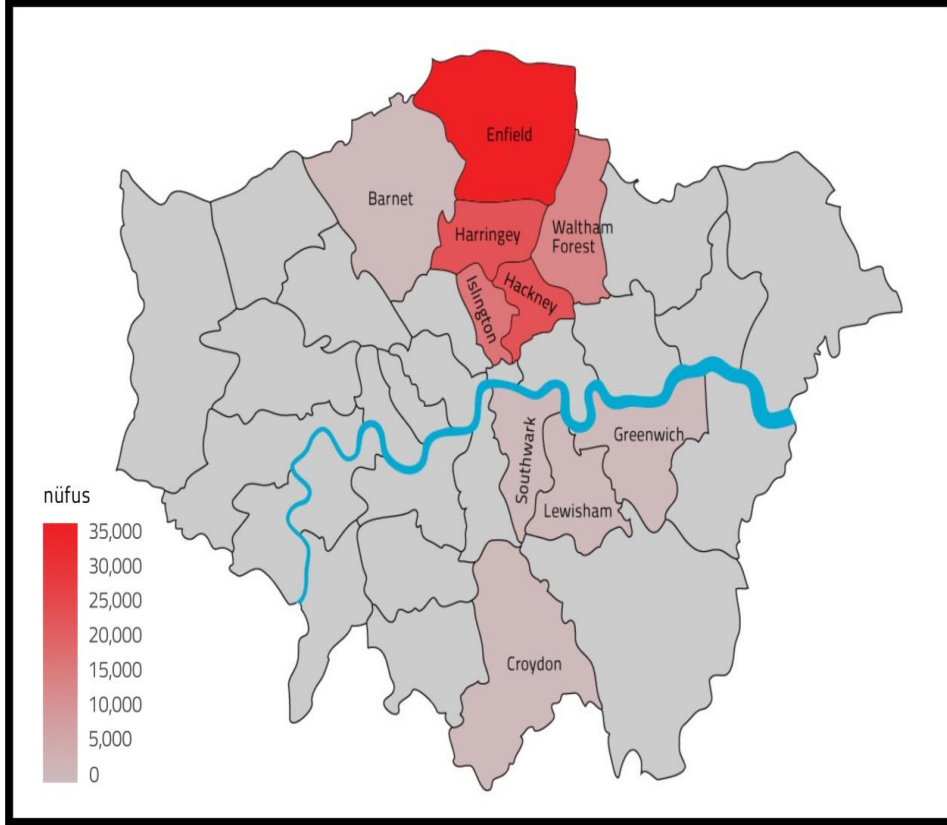 Enfield
Barnet
Harringey
Waltham
Forest
Islington
Hackney
Southwark
Greenwich
Lewisham
Croydon
nüfus
35,000
30,000
25,000
20,000
15,000
10,000
5,000
0